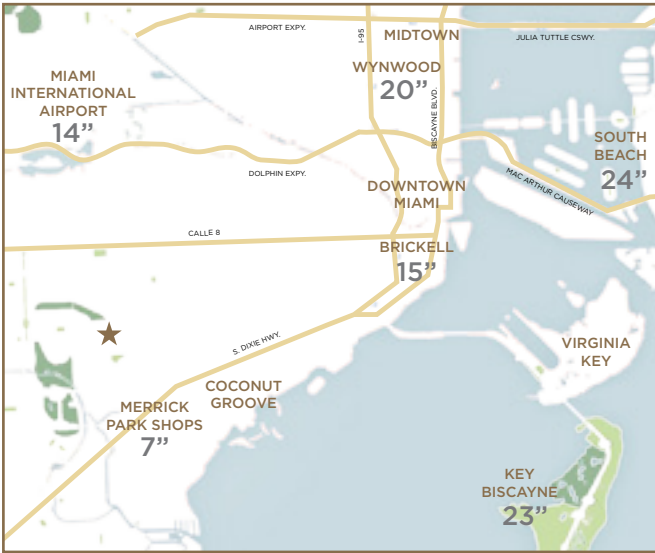 AIRPORT EXPY.
I-95
MIDTOWN
JULIA TUTTLE CSWY.
MIAMI
INTERNATIONAL
AIRPORT
14”
WYNWOOD
20”
BISCAYNE BLVD.
SOUTH
BEACH
24”
DOLPHIN EXPY.
MAC ARTHUR CAUSEWAY
DOWNTOWN
MIAMI
CALLE 8
BRICKELL
15”
S. DIXIE HWY.
VIRGINIA
KEY
COCONUT
GROOVE
MERRICK
PARK SHOPS
7”
KEY
BISCAYNE
23”